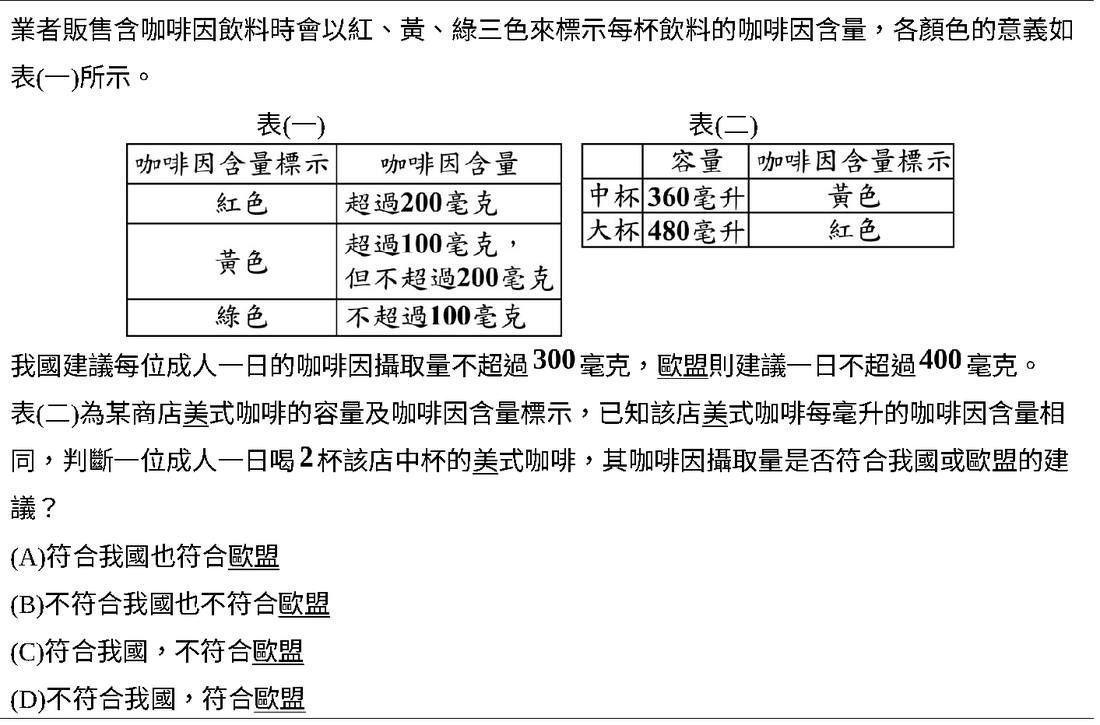 業者販售含咖啡因飲料時會以紅、黃、綠三色來標示每杯飲料的咖啡因含量，各顏色的意義如
表(一)所示。
表(一)
咖啡因含量標示 咖啡因含量
紅色 超過200毫克
黃色 超過100毫克，
但不超過200毫克
綠色 不超過100毫克
表(二)
容量 咖啡因含量標示
中杯 360毫升 黃色
大杯 480毫升 紅色
我國建議每位成人一日的咖啡因攝取量不超過300毫克，歐盟則建議一日不超過400毫克。
表(二)為某商店美式咖啡的容量及咖啡因含量標示，已知該店美式咖啡每毫升的咖啡因含量相
同，判斷一位成人一日喝2杯該店中杯的美式咖啡，其咖啡因攝取量是否符合我國或歐盟的建
議？
(A)符合我國也符合歐盟
(B)不符合我國也不符合歐盟
(C)符合我國，不符合歐盟
(D)不符合我國，符合歐盟